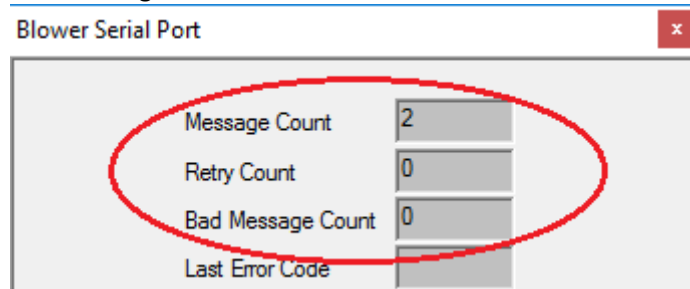 Blower Serial Port x
Message Count 2
Retry Count 0
Bad Message Count 0
Last Error Code